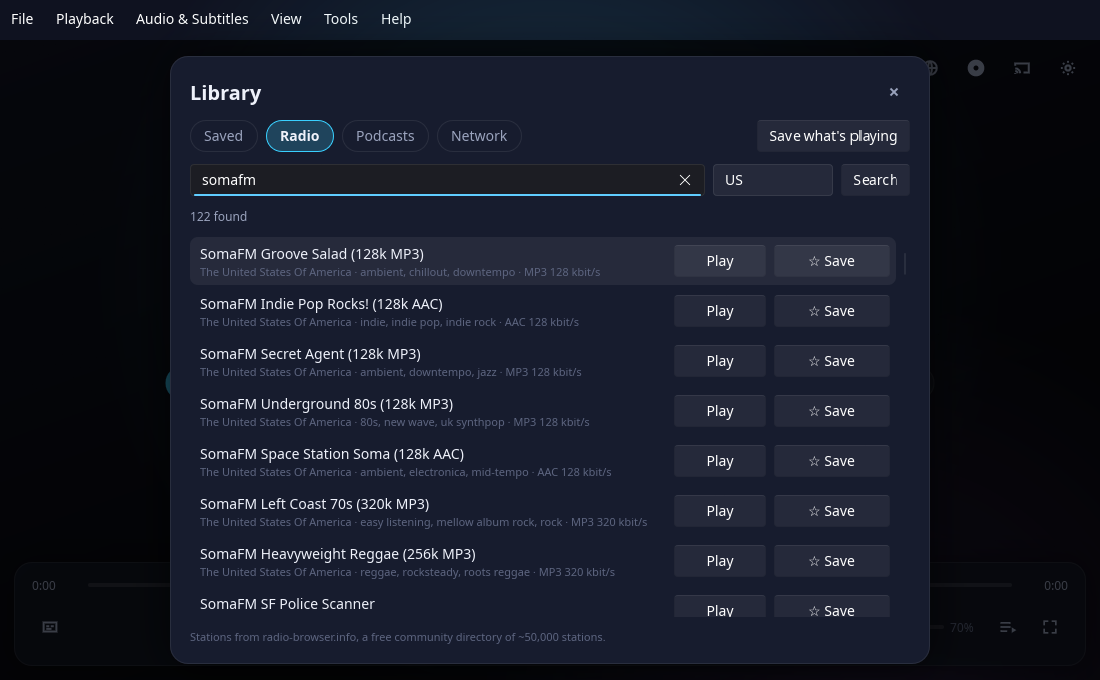 File Playback Audio & Subtitles View Tools Help
Library ×
Saved Radio Podcasts Network Save what's playing
somafm US Search
122 found
SomaFM Groove Salad (128k MP3)
The United States Of America · ambient, chillout, downtempo · MP3 128 kbit/s
Play ☆ Save
SomaFM Indie Pop Rocks! (128k AAC)
The United States Of America · indie, indie pop, indie rock · AAC 128 kbit/s
Play ☆ Save
SomaFM Secret Agent (128k MP3)
The United States Of America · ambient, downtempo, jazz · MP3 128 kbit/s
Play ☆ Save
SomaFM Underground 80s (128k MP3)
The United States Of America · 80s, new wave, uk synthpop · MP3 128 kbit/s
Play ☆ Save
SomaFM Space Station Soma (128k AAC)
The United States Of America · ambient, electronica, mid-tempo · AAC 128 kbit/s
Play ☆ Save
SomaFM Left Coast 70s (320k MP3)
The United States Of America · easy listening, mellow album rock, rock · MP3 320 kbit/s
Play ☆ Save
SomaFM Heavyweight Reggae (256k MP3)
The United States Of America · reggae, rocksteady, roots reggae · MP3 320 kbit/s
Play ☆ Save
SomaFM SF Police Scanner
Play ☆ Save
0:00 0:00
70%
Stations from radio-browser.info, a free community directory of ~50,000 stations.